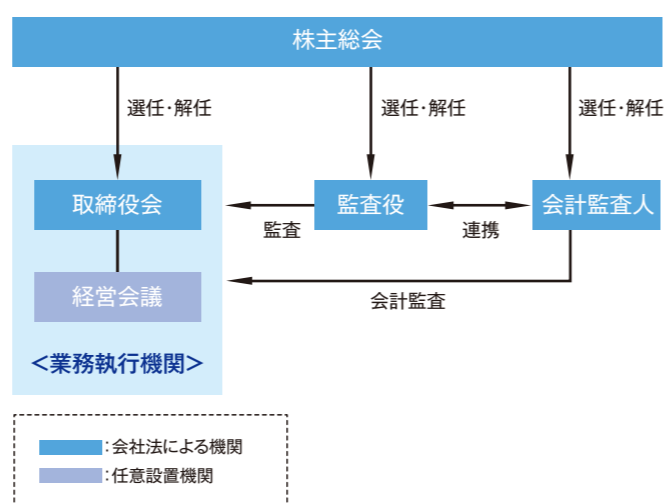 株主総会
選任・解任
選任・解任
選任・解任
取締役会
監査役
会計監査人
監査
連携
経営会議
会計監査
＜業務執行機関＞
：会社法による機関
：任意設置機関